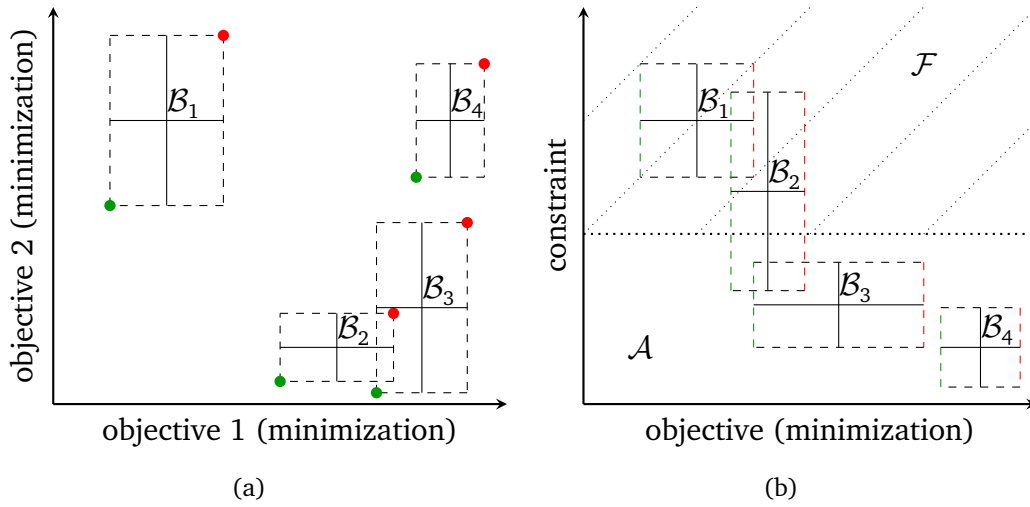 objective 2 (minimization)
ℬ₁
ℬ₄
ℬ₃
ℬ₂
objective 1 (minimization)
(a)
constraint
ℱ
ℬ₁
ℬ₂
ℬ₃
ℬ₄
𝒜
objective (minimization)
(b)